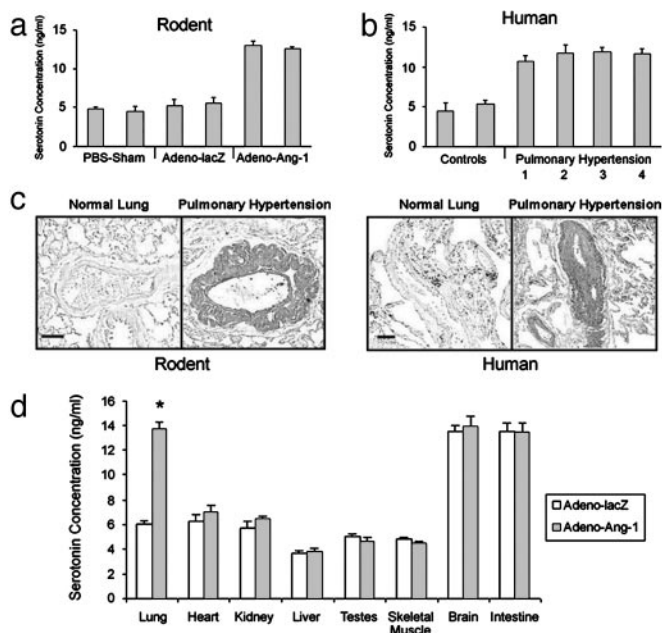 a
Rodent
Serotonin Concentration (ng/ml)
15
10
5
0
PBS-Sham
Adeno-lacZ
Adeno-Ang-1
b
Human
Serotonin Concentration (ng/ml)
15
10
5
0
Controls
Pulmonary Hypertension
1 2 3 4
c
Normal Lung
Pulmonary Hypertension
Rodent
Normal Lung
Pulmonary Hypertension
Human
d
Serotonin Concentration (ng/ml)
16
14
12
10
8
6
4
2
0
*
Lung
Heart
Kidney
Liver
Testes
Skeletal
Muscle
Brain
Intestine
Adeno-lacZ
Adeno-Ang-1